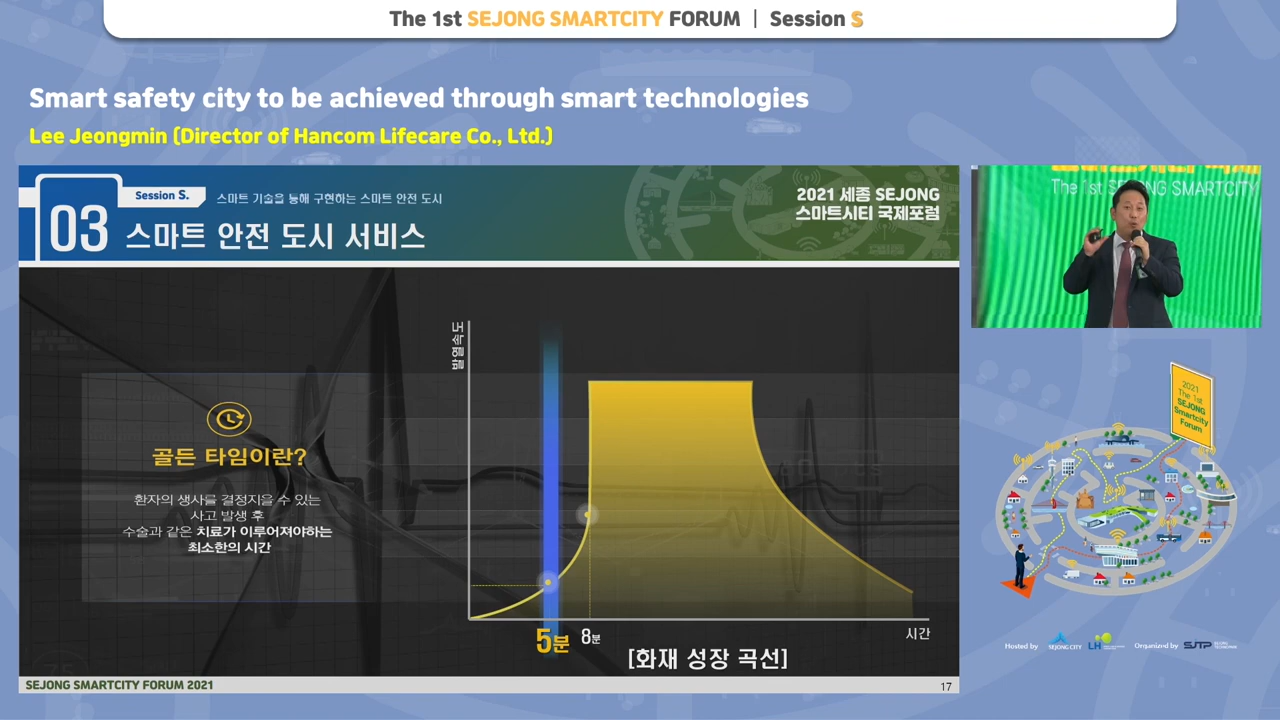 The 1st SEJONG SMARTCITY FORUM | Session S
Smart safety city to be achieved through smart technologies
Lee Jeongmin (Director of Hancom Lifecare Co., Ltd.)
03
Session S.
스마트 기술을 통해 구현하는 스마트 안전 도시
스마트 안전 도시 서비스
2021 세종 SEJONG
스마트시티 국제포럼
골든 타임이란?
환자의 생사를 결정지을 수 있는
사고 발생 후
수술과 같은 치료가 이루어져야하는
최소한의 시간
발열속도
5분
8분
시간
[화재 성장 곡선]
SEJONG SMARTCITY FORUM 2021
17
The 1st SEJONG SMARTCITY
2021
The 1st
SEJONG
Smartcity
Forum
Hosted by
SEJONG CITY
LH
Organized by
SJTP